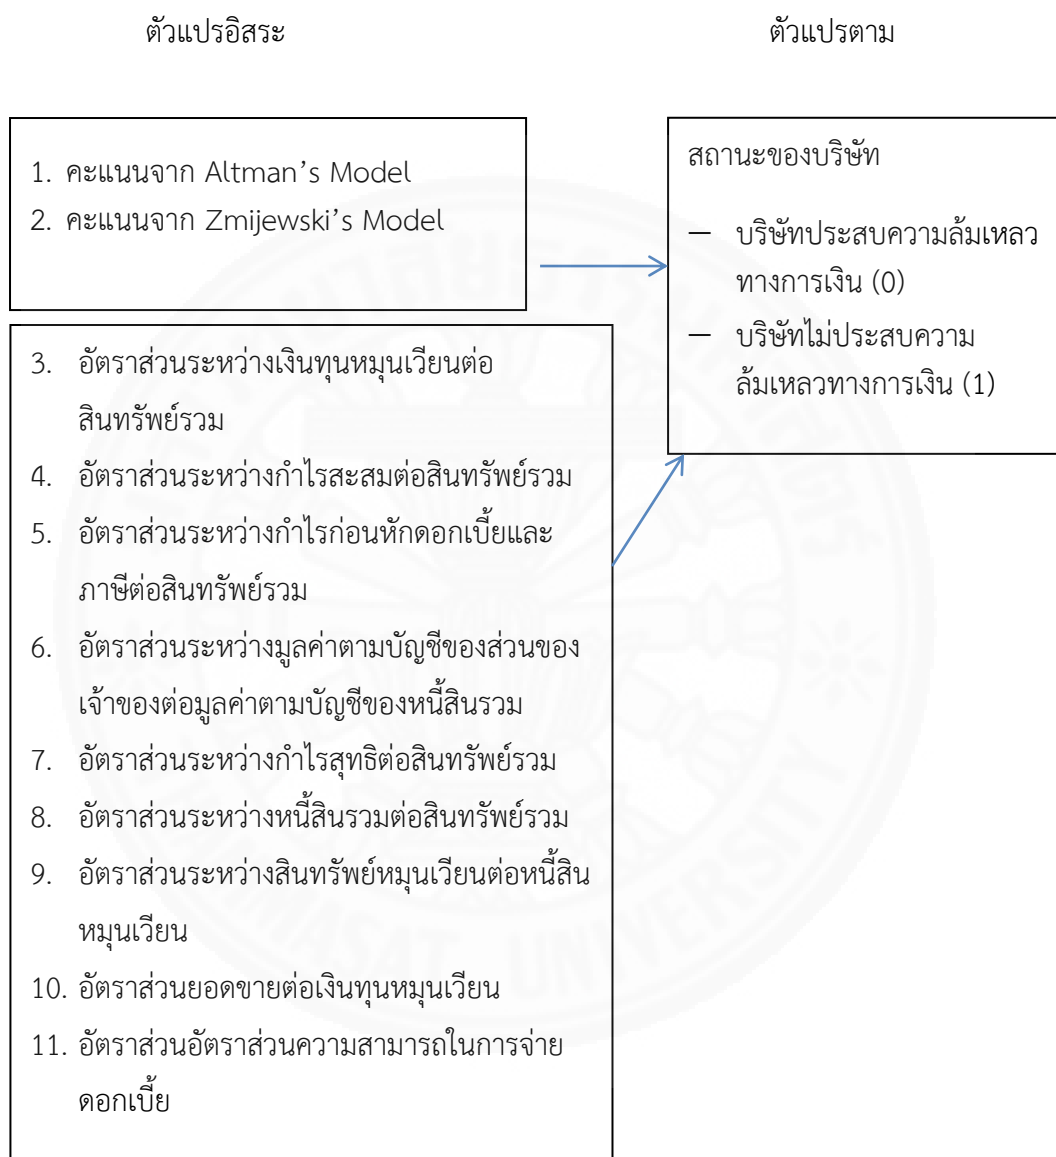 ตัวแปรอิสระ
ตัวแปรตาม
1. คะแนนจาก Altman’s Model
2. คะแนนจาก Zmijewski’s Model
สถานะของบริษัท
– บริษัทประสบความล้มเหลว
ทางการเงิน (0)
– บริษัทไม่ประสบความ
ล้มเหลวทางการเงิน (1)
3. อัตราส่วนระหว่างเงินทุนหมุนเวียนต่อ
สินทรัพย์รวม
4. อัตราส่วนระหว่างกำไรสะสมต่อสินทรัพย์รวม
5. อัตราส่วนระหว่างกำไรก่อนหักดอกเบี้ยและ
ภาษีต่อสินทรัพย์รวม
6. อัตราส่วนระหว่างมูลค่าตามบัญชีของส่วนของ
เจ้าของต่อมูลค่าตามบัญชีของหนี้สินรวม
7. อัตราส่วนระหว่างกำไรสุทธิต่อสินทรัพย์รวม
8. อัตราส่วนระหว่างหนี้สินรวมต่อสินทรัพย์รวม
9. อัตราส่วนระหว่างสินทรัพย์หมุนเวียนต่อหนี้สิน
หมุนเวียน
10. อัตราส่วนยอดขายต่อเงินทุนหมุนเวียน
11. อัตราส่วนอัตราส่วนความสามารถในการจ่าย
ดอกเบี้ย